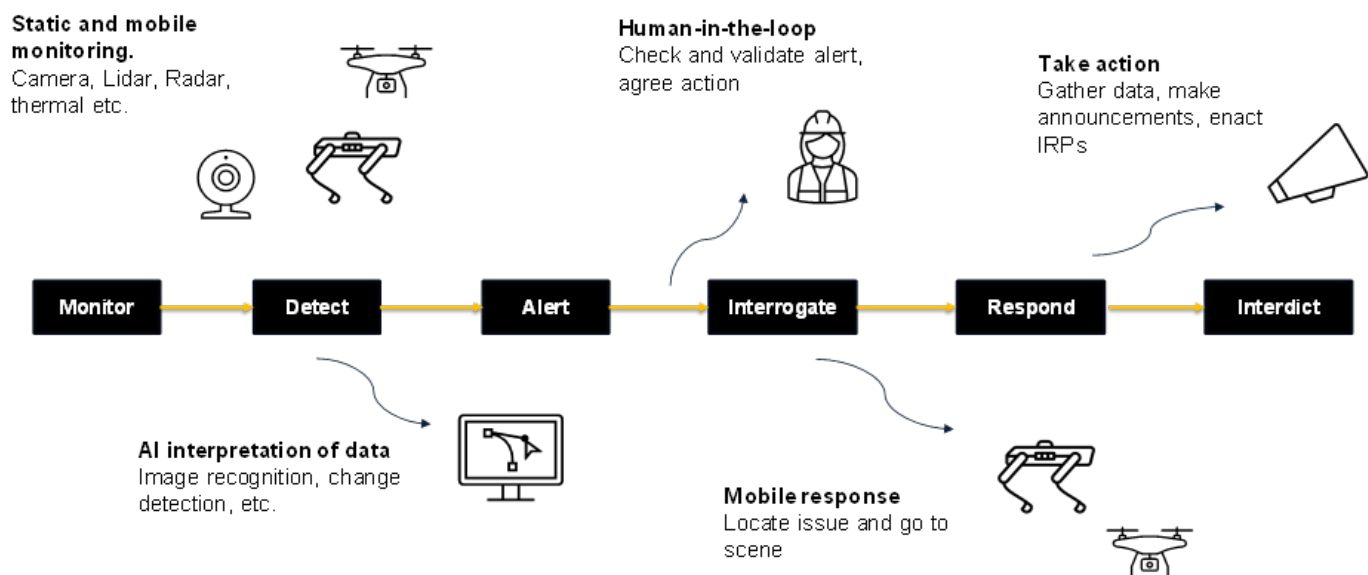 Static and mobile
monitoring.
Camera, Lidar, Radar,
thermal etc.
Human-in-the-loop
Check and validate alert,
agree action
Take action
Gather data, make
announcements, enact
IRPs
Monitor
Detect
Alert
Interrogate
Respond
Interdict
AI interpretation of data
Image recognition, change
detection, etc.
Mobile response
Locate issue and go to
scene